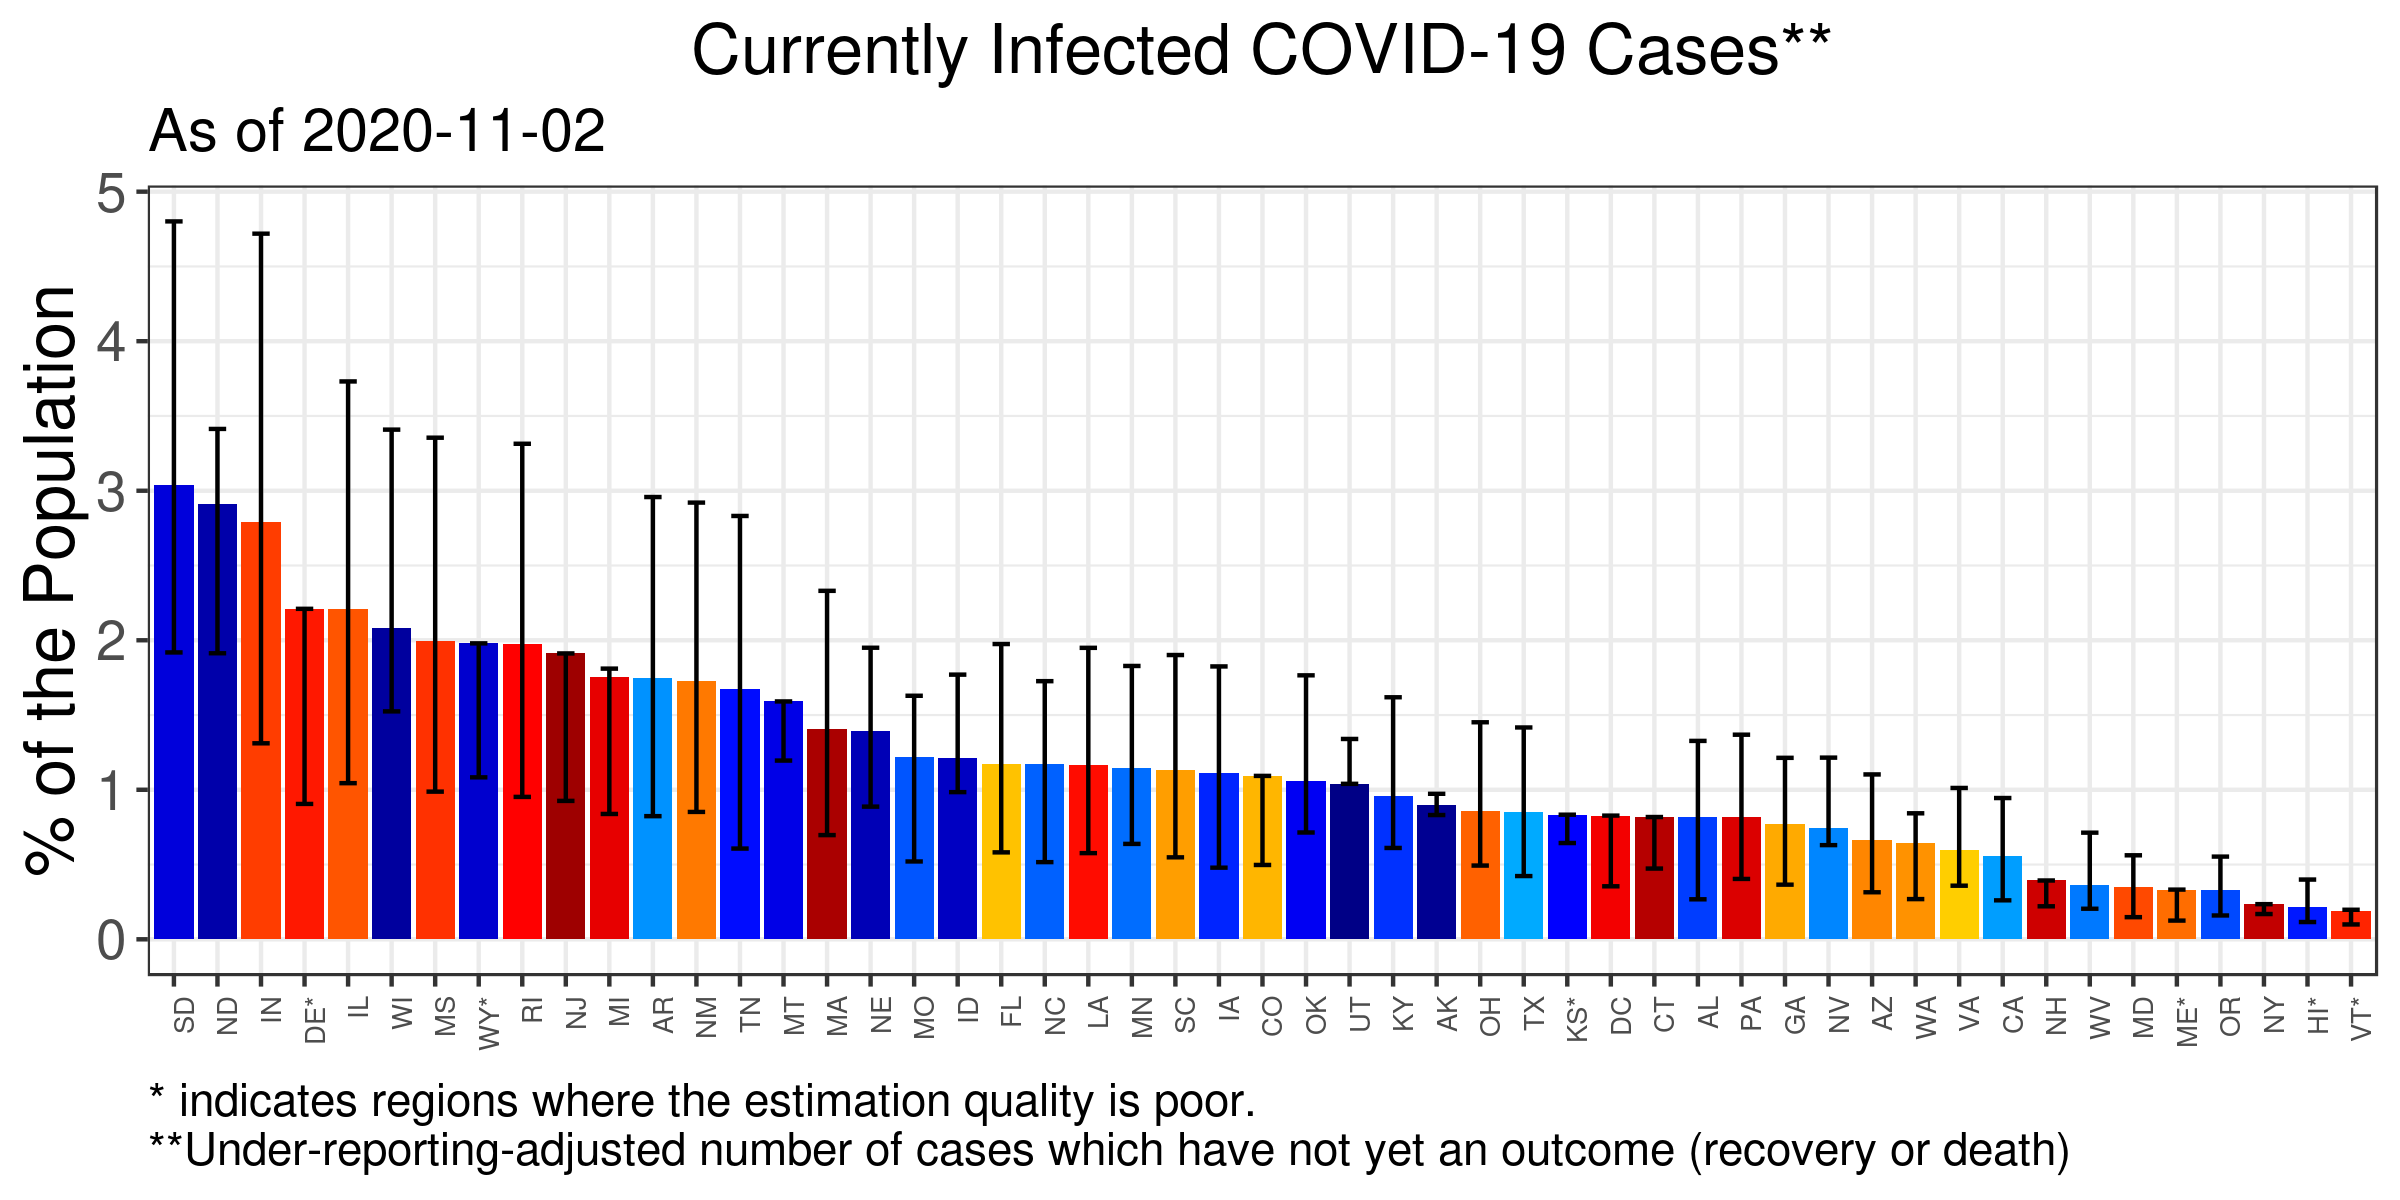 Currently Infected COVID-19 Cases**
As of 2020-11-02
% of the Population
5
4
3
2
1
0
SD ND IN DE* IL WI MS WY* RI NJ MI AR NM TN MT MA NE MO ID FL NC LA MN SC IA CO OK UT KY AK OH TX KS* DC CT AL PA GA NV AZ WA VA CA NH WV MD ME* OR NY HI* VT*
* indicates regions where the estimation quality is poor.
**Under-reporting-adjusted number of cases which have not yet an outcome (recovery or death)